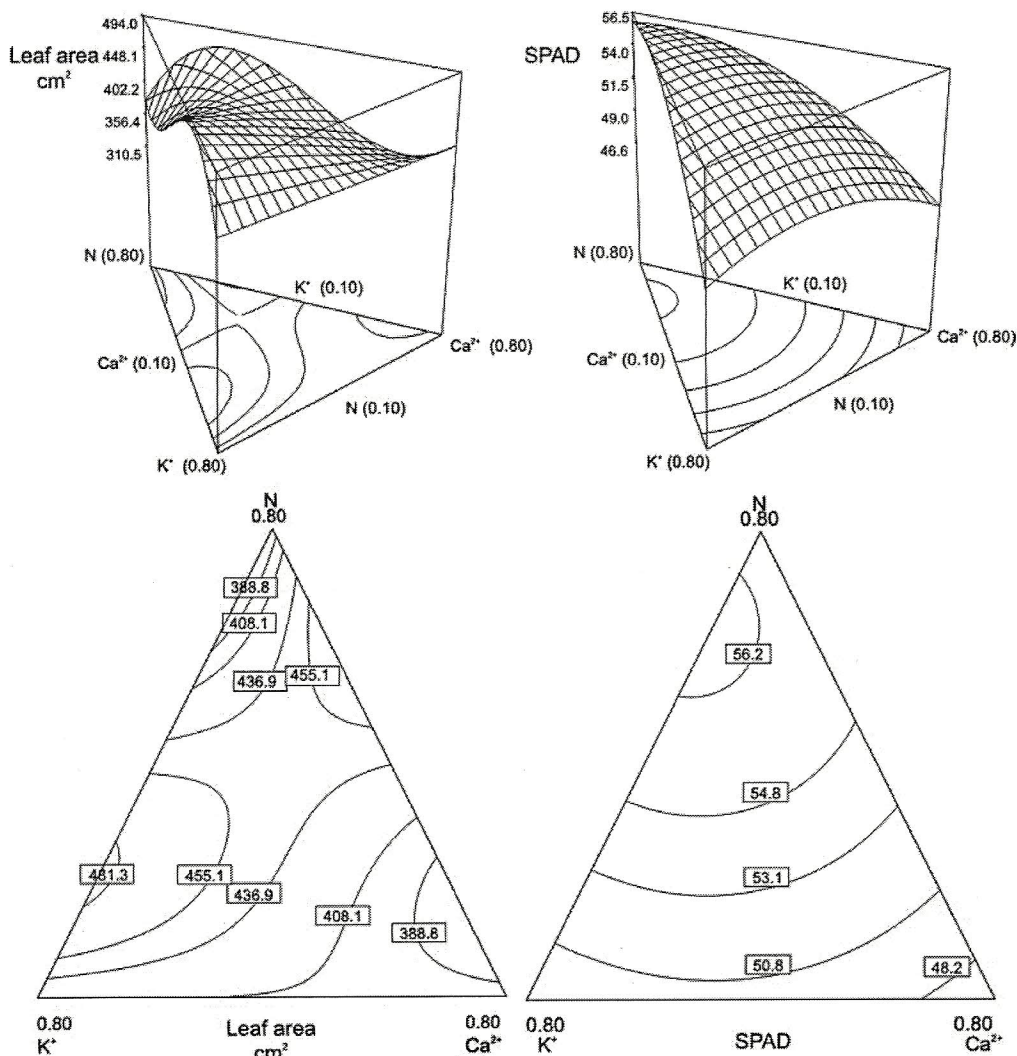 494.0
Leaf area
cm²
448.1
402.2
356.4
310.5
N (0.80)
K⁺ (0.10)
Ca²⁺ (0.10)
Ca²⁺ (0.80)
N (0.10)
K⁺ (0.80)
56.5
SPAD
54.0
51.5
49.0
46.6
N (0.80)
K⁺ (0.10)
Ca²⁺ (0.10)
Ca²⁺ (0.80)
N (0.10)
K⁺ (0.80)
N
0.80
388.8
408.1
436.9
455.1
481.3
455.1
436.9
408.1
388.8
0.80
K⁺
Leaf area
cm²
0.80
Ca²⁺
N
0.80
56.2
54.8
53.1
50.8
48.2
0.80
K⁺
SPAD
0.80
Ca²⁺